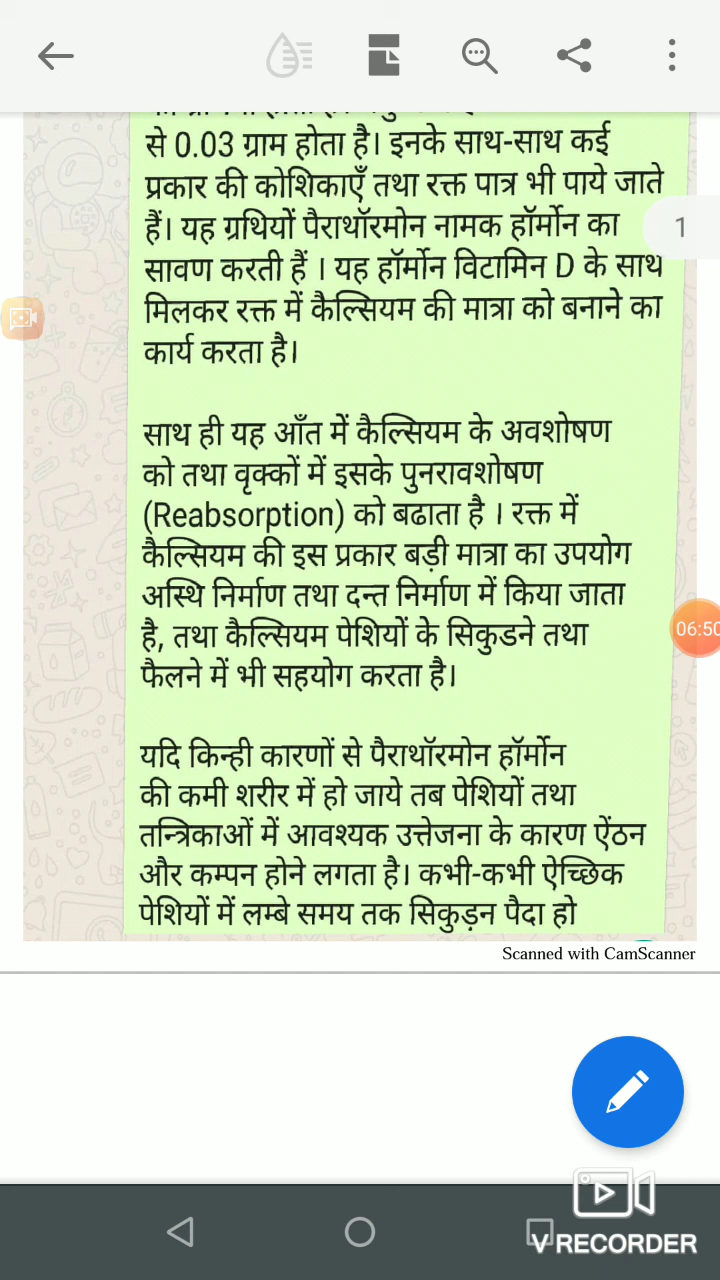 से 0.03 ग्राम होता है। इनके साथ-साथ कई
प्रकार की कोशिकाएँ तथा रक्त पात्र भी पाये जाते
हैं। यह ग्रथियों पैराथॉरमोन नामक हॉर्मोन का
1
सावण करती हैं । यह हॉर्मोन विटामिन D के साथ
मिलकर रक्त में कैल्सियम की मात्रा को बनाने का
कार्य करता है।
साथ ही यह आँत में कैल्सियम के अवशोषण
को तथा वृक्कों में इसके पुनरावशोषण
(Reabsorption) को बढाता है । रक्त में
कैल्सियम की इस प्रकार बड़ी मात्रा का उपयोग
अस्थि निर्माण तथा दन्त निर्माण में किया जाता
है, तथा कैल्सियम पेशियों के सिकुडने तथा
06:50
फैलने में भी सहयोग करता है।
यदि किन्ही कारणों से पैराथॉरमोन हॉर्मोन
की कमी शरीर में हो जाये तब पेशियों तथा
तन्त्रिकाओं में आवश्यक उत्तेजना के कारण ऐंठन
और कम्पन होने लगता है। कभी-कभी ऐच्छिक
पेशियों में लम्बे समय तक सिकुड़न पैदा हो
Scanned with CamScanner
VRECORDER